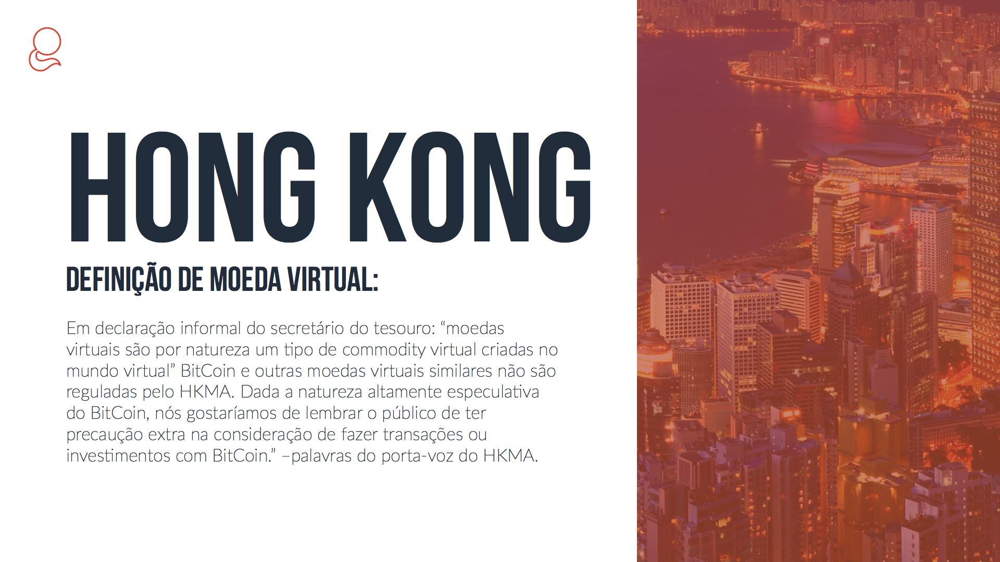 HONG KONG
DEFINIÇÃO DE MOEDA VIRTUAL:
Em declaração informal do secretário do tesouro: “moedas
virtuais são por natureza um tipo de commodity virtual criadas no
mundo virtual” BitCoin e outras moedas virtuais similares não são
reguladas pelo HKMA. Dada a natureza altamente especulativa
do BitCoin, nós gostaríamos de lembrar o público de ter
precaução extra na consideração de fazer transações ou
investimentos com BitCoin.” –palavras do porta-voz do HKMA.